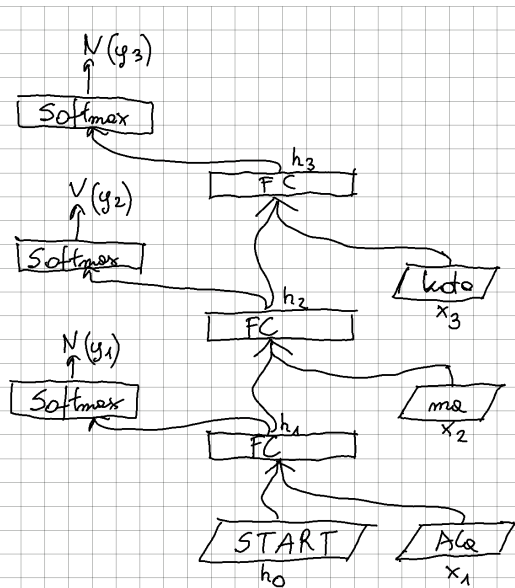 N(y3)
Softmax
h3
FC
V(y2)
Softmax
kota
x3
h2
FC
N(y1)
Softmax
ma
x2
h1
FC
START
Ala
h0
x1